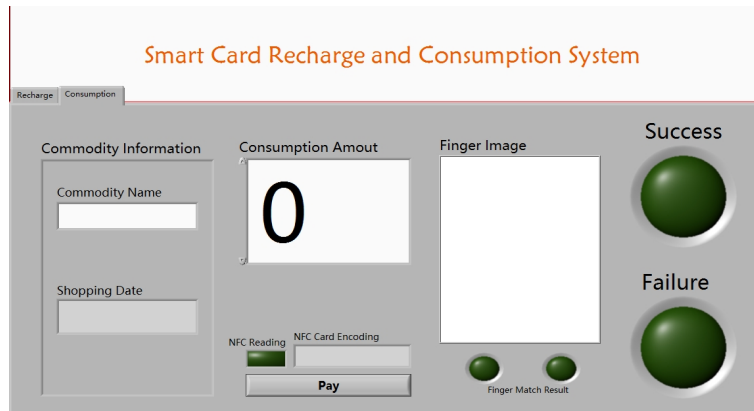 Smart Card Recharge and Consumption System
Recharge
Consumption
Commodity Information
Commodity Name
Shopping Date
Consumption Amout
0
NFC Reading
NFC Card Encoding
Pay
Finger Image
Finger Match Result
Success
Failure